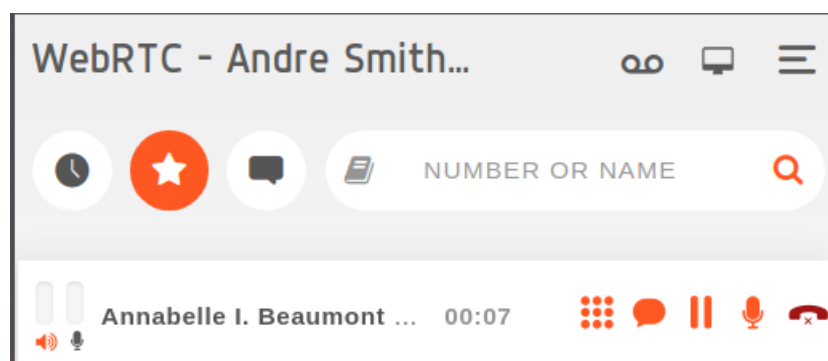 WebRTC - Andre Smith...
NUMBER OR NAME
Annabelle I. Beaumont ... 00:07